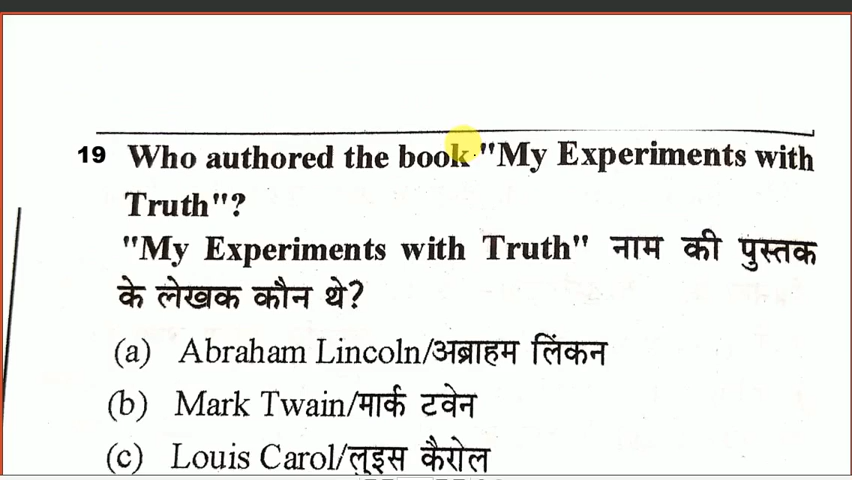 19 Who authored the book "My Experiments with
Truth"?
"My Experiments with Truth" नाम की पुस्तक
के लेखक कौन थे?
(a) Abraham Lincoln/अब्राहम लिंकन
(b) Mark Twain/मार्क टवेन
(c) Louis Carol/लुइस कैरोल